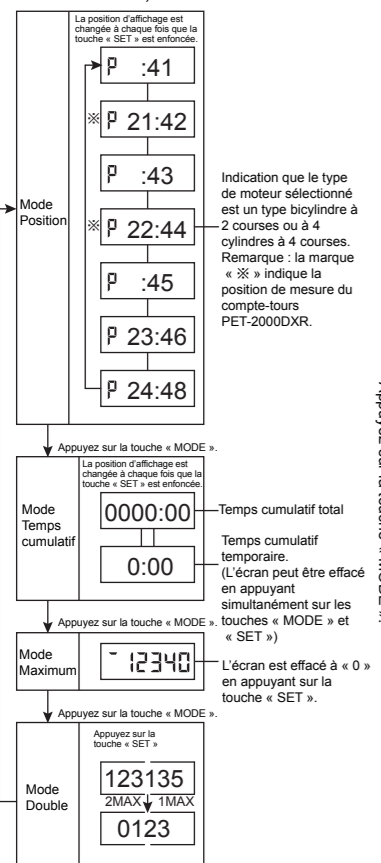 La position d'affichage est
changée à chaque fois que la
touche « SET » est enfoncée.
P :41
※ P 21:42
P :43
Mode
Position
※ P 22:44
P :45
P 23:46
P 24:48
Indication que le type
de moteur sélectionné
est un type bicylindre à
2 courses ou à 4
cylindres à 4 courses.
Remarque : la marque
« ※ » indique la
position de mesure du
compte-tours
PET-2000DXR.
Appuyez sur la touche « MODE ».
La position d'affichage est
changée à chaque fois que la
touche « SET » est enfoncée.
Mode
Temps
cumulatif
0000:00
Temps cumulatif total
0:00
Temps cumulatif
temporaire.
(L'écran peut être effacé
en appuyant
simultanément sur les
touches « MODE » et
« SET »)
Appuyez sur la touche « MODE ».
Mode
Maximum
12340
L'écran est effacé à « 0 »
en appuyant sur la
touche « SET ».
Appuyez sur la touche « MODE ».
Appuyez sur la
touche « SET »
Mode
Double
123135
2MAX 1MAX
0123